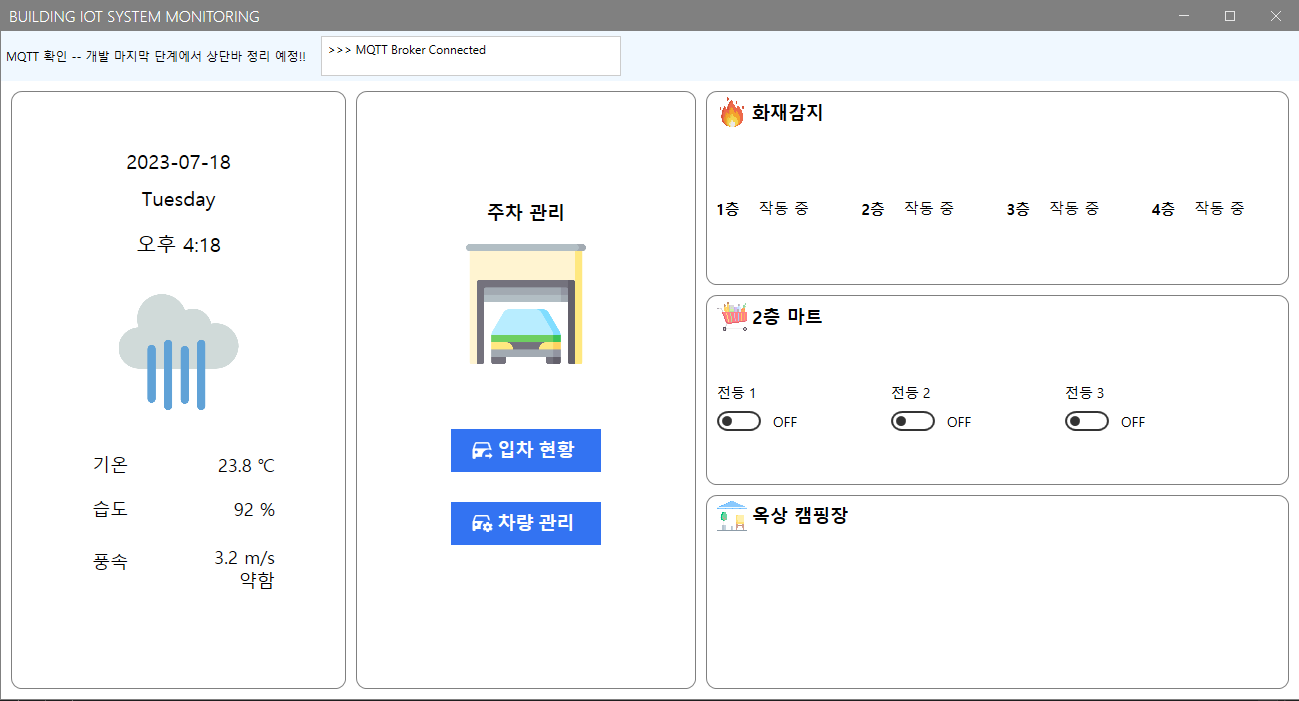 BUILDING IOT SYSTEM MONITORING
MQTT 확인 -- 개발 마지막 단계에서 상단바 정리 예정!!
>>> MQTT Broker Connected
2023-07-18
Tuesday
오후 4:18
기온 23.8 ℃
습도 92 %
풍속 3.2 m/s
약함
주차 관리
입차 현황
차량 관리
화재감지
1층 작동 중 2층 작동 중 3층 작동 중 4층 작동 중
2층 마트
전등 1 전등 2 전등 3
OFF OFF OFF
옥상 캠핑장